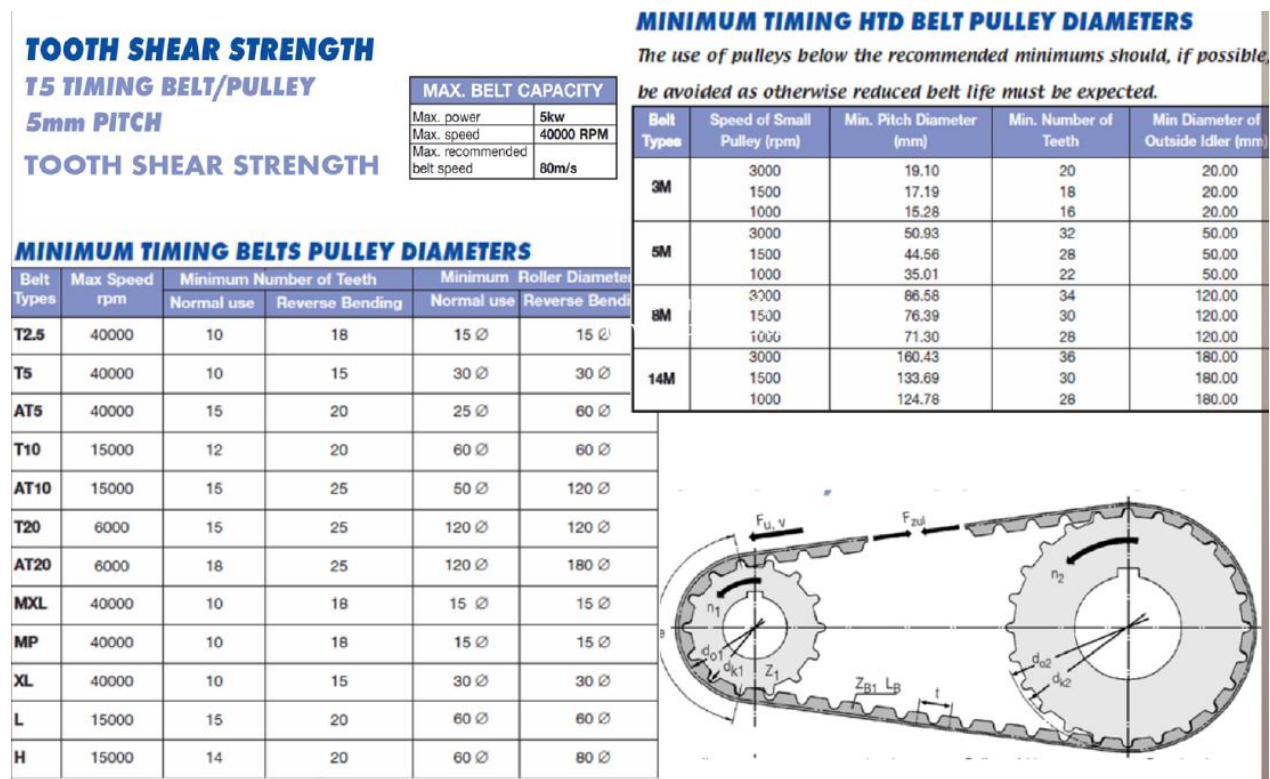 TOOTH SHEAR STRENGTH
T5 TIMING BELT/PULLEY
5mm PITCH
TOOTH SHEAR STRENGTH
MAX. BELT CAPACITY
Max. power 5kw
Max. speed 40000 RPM
Max. recommended
belt speed 80m/s
MINIMUM TIMING HTD BELT PULLEY DIAMETERS
The use of pulleys below the recommended minimums should, if possible,
be avoided as otherwise reduced belt life must be expected.
Belt Speed of Small Min. Pitch Diameter Min. Number of Min Diameter of
Types Pulley (rpm) (mm) Teeth Outside Idler (mm)
3000 19.10 20 20.00
3M 1500 17.19 18 20.00
1000 15.28 16 20.00
3000 50.93 32 50.00
5M 1500 44.56 28 50.00
1000 35.01 22 50.00
3000 86.58 34 120.00
8M 1500 76.39 30 120.00
1000 71.30 28 120.00
3000 160.43 36 180.00
14M 1500 133.69 30 180.00
1000 124.78 28 180.00
MINIMUM TIMING BELTS PULLEY DIAMETERS
Belt Max Speed Minimum Number of Teeth Minimum Roller Diameter
Types rpm Normal use Reverse Bending Normal use Reverse Bendi
T2.5 40000 10 18 15 Ø 15 Ø
T5 40000 10 15 30 Ø 30 Ø
AT5 40000 15 20 25 Ø 60 Ø
T10 15000 12 20 60 Ø 60 Ø
AT10 15000 15 25 50 Ø 120 Ø
T20 6000 15 25 120 Ø 120 Ø
AT20 6000 18 25 120 Ø 180 Ø
MXL 40000 10 18 15 Ø 15 Ø
MP 40000 10 18 15 Ø 15 Ø
XL 40000 10 15 30 Ø 30 Ø
L 15000 15 20 60 Ø 60 Ø
H 15000 14 20 60 Ø 80 Ø
Fu, v Fzul
n1 n2
do1 dk1 Z1 ZB1 LB t do2 dk2